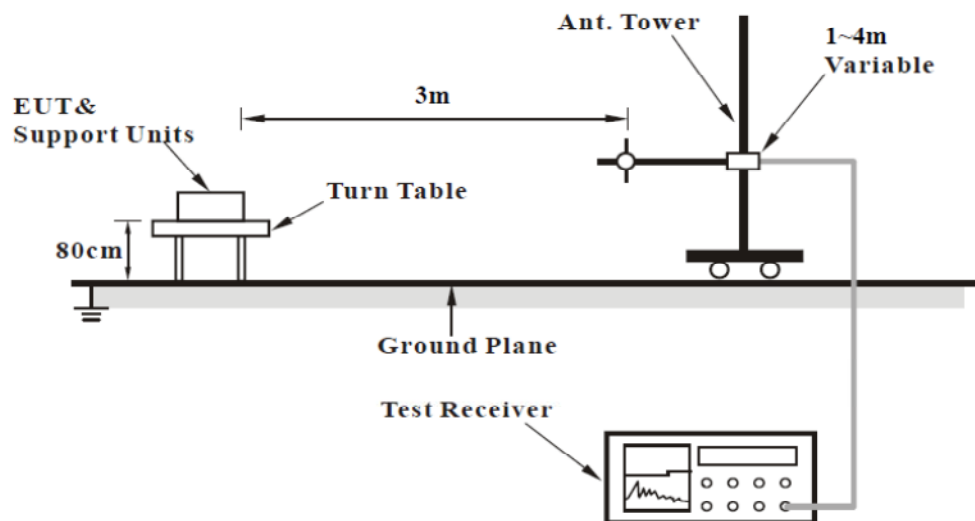 Ant. Tower
1~4m
Variable
3m
EUT&
Support Units
Turn Table
80cm
Ground Plane
Test Receiver